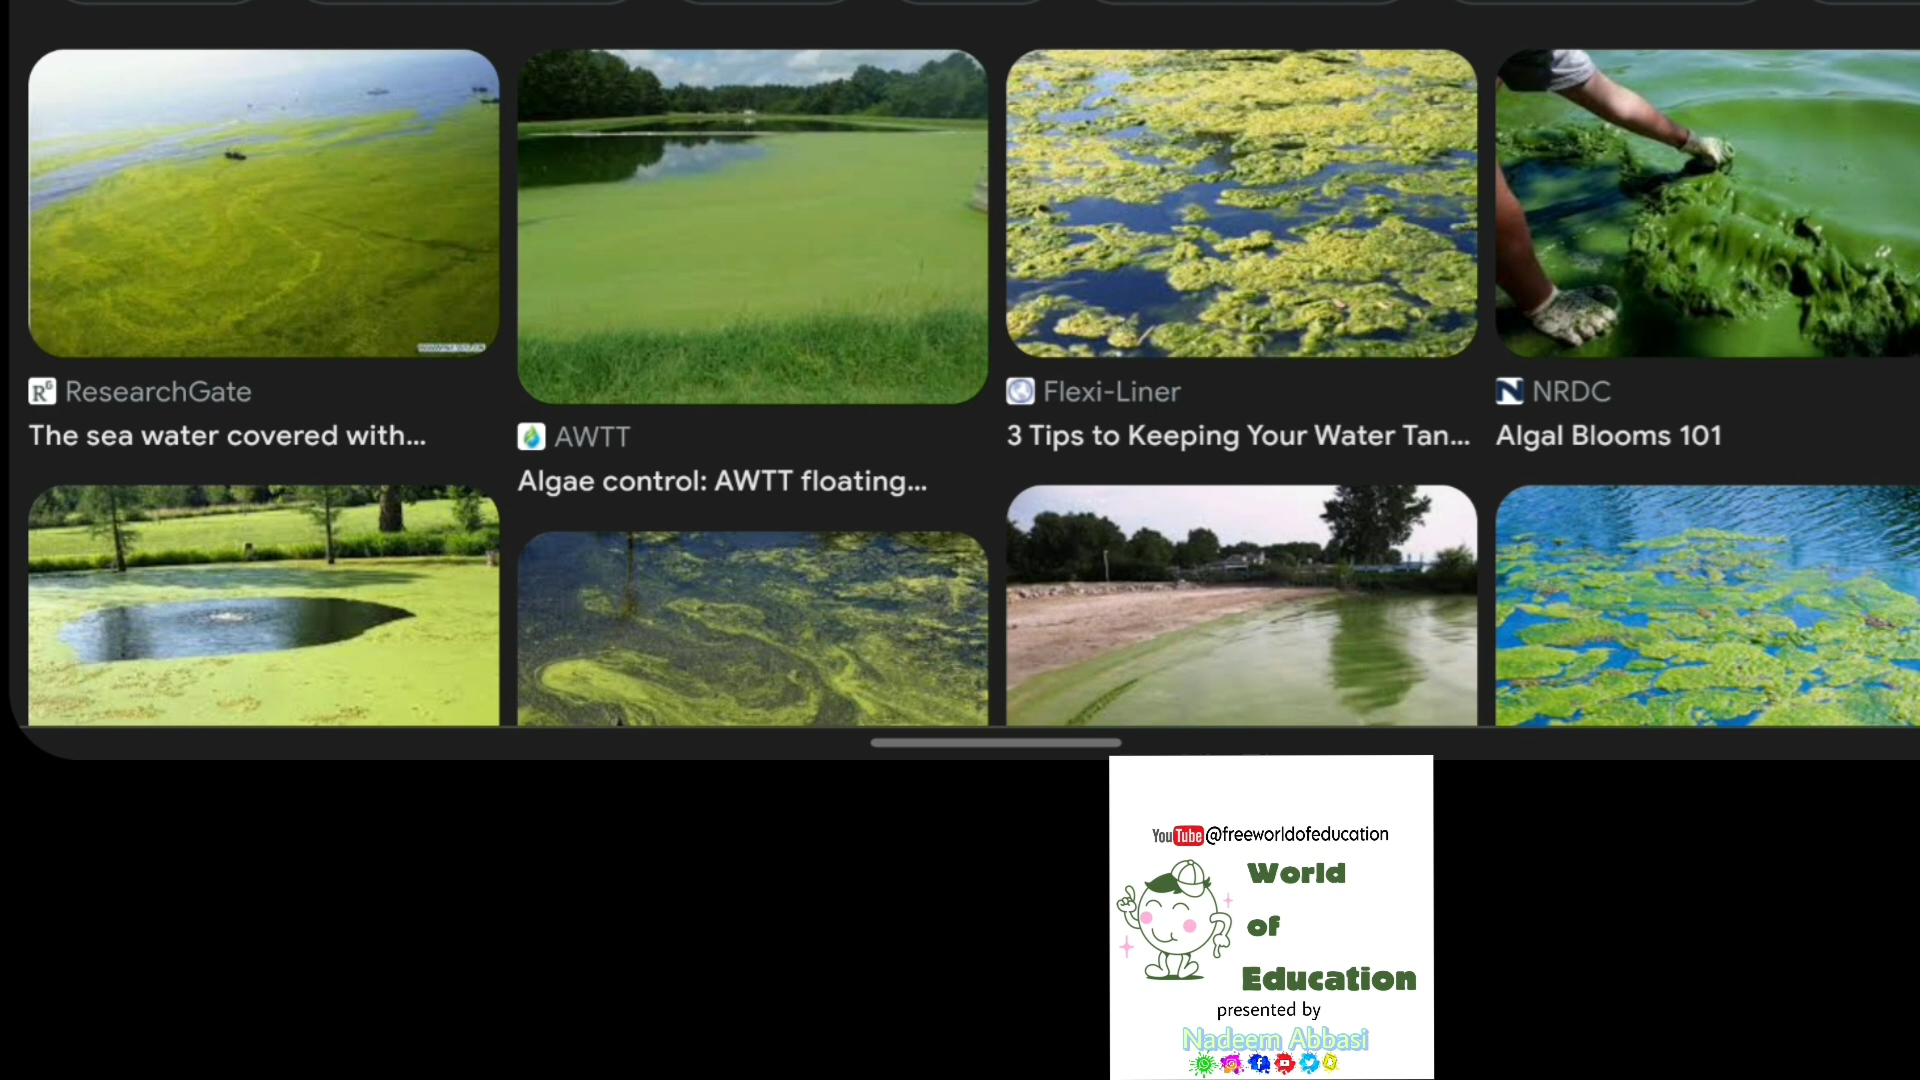 ResearchGate
The sea water covered with...
AWTT
Algae control: AWTT floating...
Flexi-Liner
3 Tips to Keeping Your Water Tan...
NRDC
Algal Blooms 101
YouTube @freeworldofeducation
World
of
Education
presented by
Nadeem Abbasi